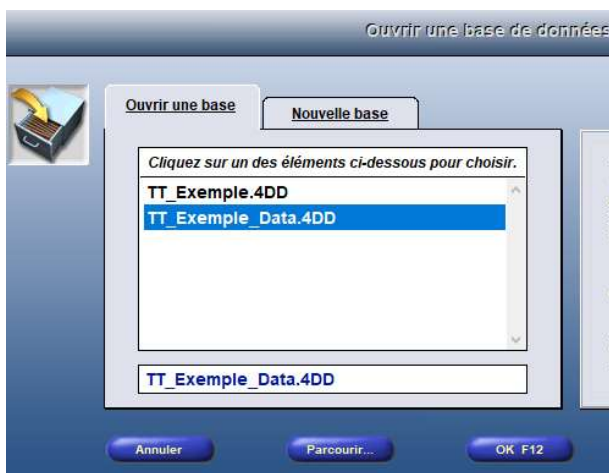 Ouvrir une base de données
Ouvrir une base
Nouvelle base
Cliquez sur un des éléments ci-dessous pour choisir.
TT_Exemple.4DD
TT_Exemple_Data.4DD
TT_Exemple_Data.4DD
Annuler
Parcourir...
OK F12